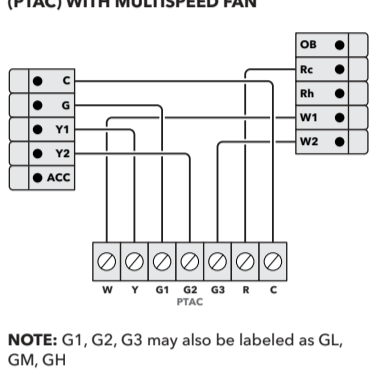 (PTAC) WITH MULTISPEED FAN
OB
Rc
Rh
W1
W2
C
G
Y1
Y2
ACC
W Y G1 G2 G3 R C
PTAC
NOTE: G1, G2, G3 may also be labeled as GL,
GM, GH